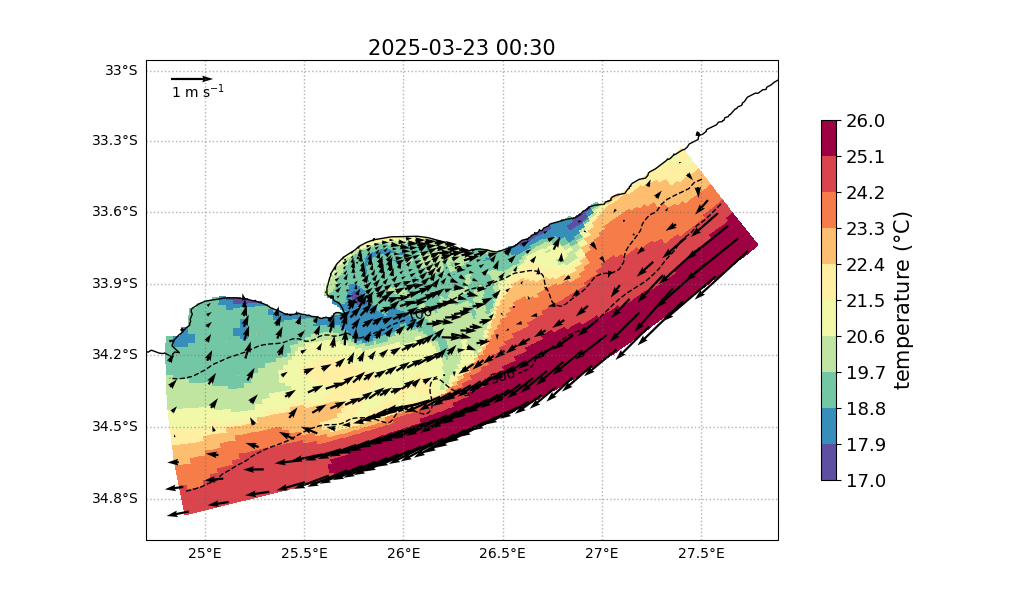 2025-03-23 00:30
1 m s⁻¹
33°S
33.3°S
33.6°S
33.9°S
34.2°S
34.5°S
34.8°S
25°E
25.5°E
26°E
26.5°E
27°E
27.5°E
500
26.0
25.1
24.2
23.3
22.4
21.5
20.6
19.7
18.8
17.9
17.0
temperature (°C)